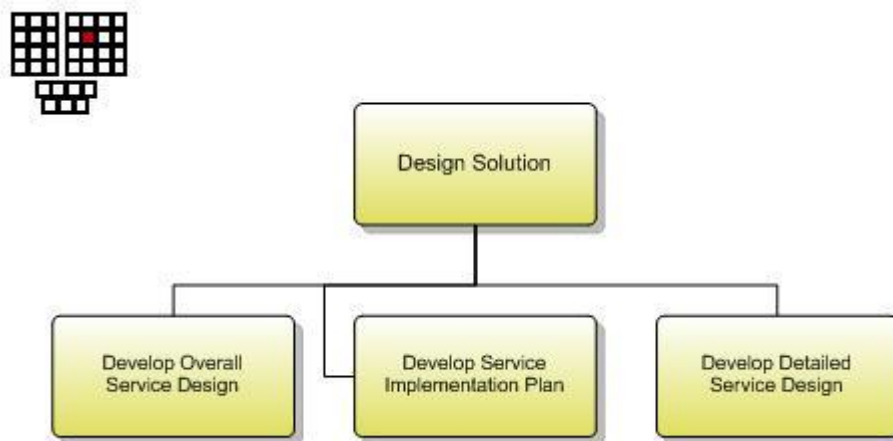 Design Solution
Develop Overall
Service Design
Develop Service
Implementation Plan
Develop Detailed
Service Design